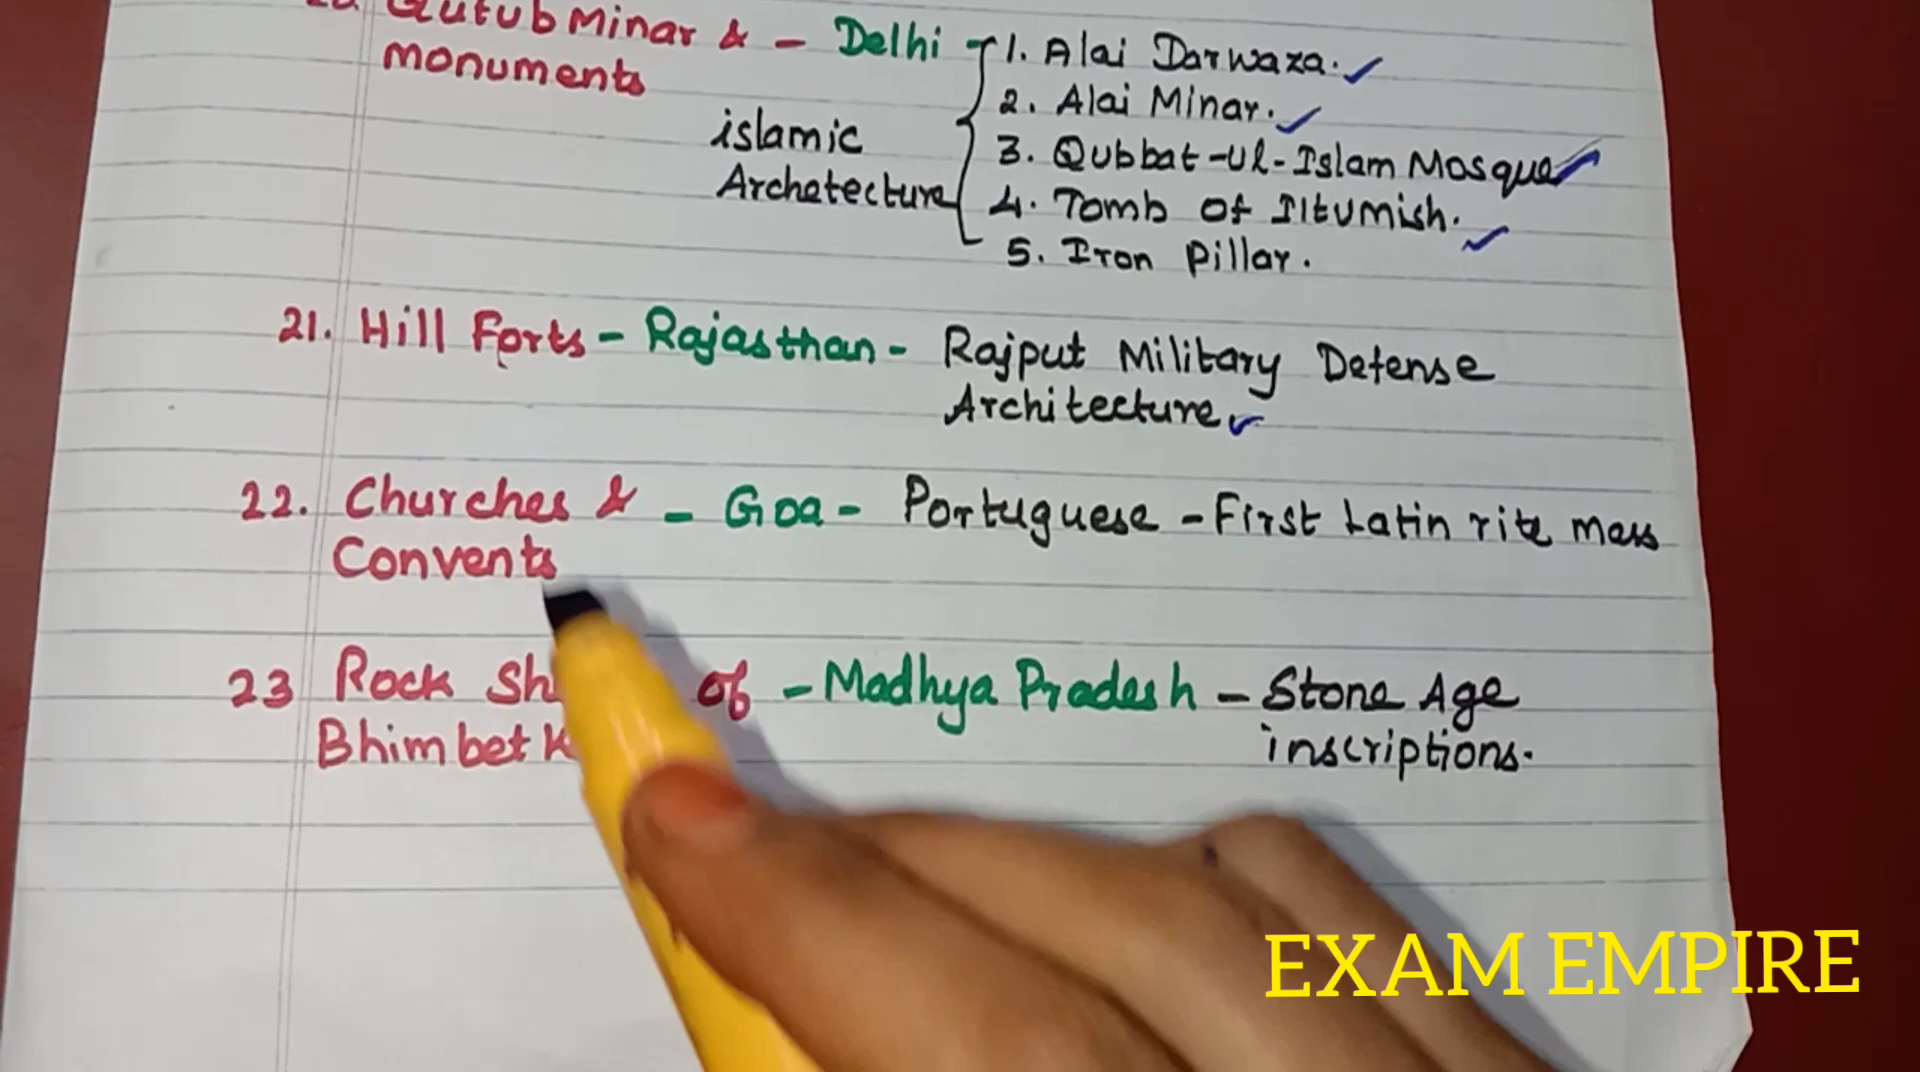 Qutub Minar & - Delhi - 1. Alai Darwaza.
monuments
2. Alai Minar.
islamic
3. Qubbat-ul-Islam Mosque
Archetecture
4. Tomb of Iltumish.
5. Iron Pillar.
21. Hill Forts - Rajasthan - Rajput Military Defense
Architecture
22. Churches & - Goa - Portuguese - First Latin rite mass
Convents
23 Rock of - Madhya Pradesh - Stone Age
inscriptions.
EXAM EMPIRE